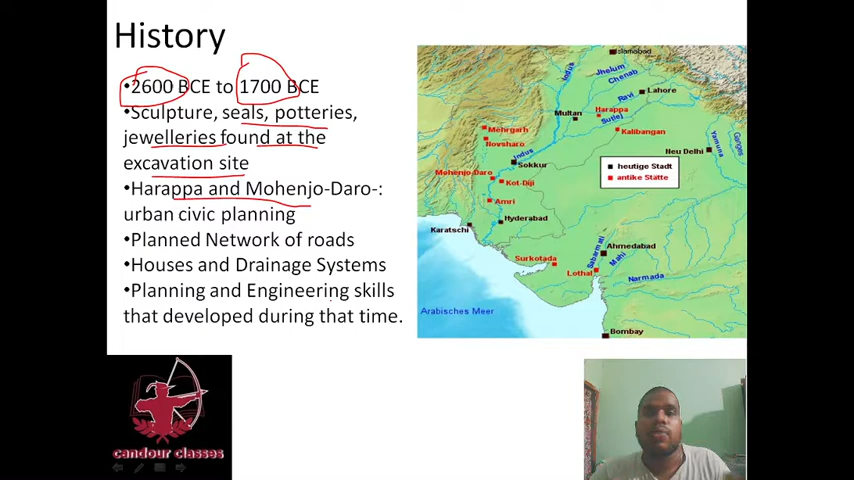 History
•2600 BCE to 1700 BCE
•Sculpture, seals, potteries,
jewelleries found at the
excavation site
•Harappa and Mohenjo-Daro-:
urban civic planning
•Planned Network of roads
•Houses and Drainage Systems
•Planning and Engineering skills
that developed during that time.
Islamabad
Indus
Jhelum
Chenab
Ravi
Lahore
Multan
Harappa
Sutlej
Kalibangan
Mehrgarh
Novsharo
Neu Delhi
Yamuna
Ganges
Indus
Sokkur
heutige Stadt
antike Stätte
Mohenjo-Daro
Kot-Diji
Amri
Hyderabad
Karatschi
Sabarmati
Ahmedabad
Mahi
Surkotada
Lothal
Narmada
Arabisches Meer
Bombay
candour classes